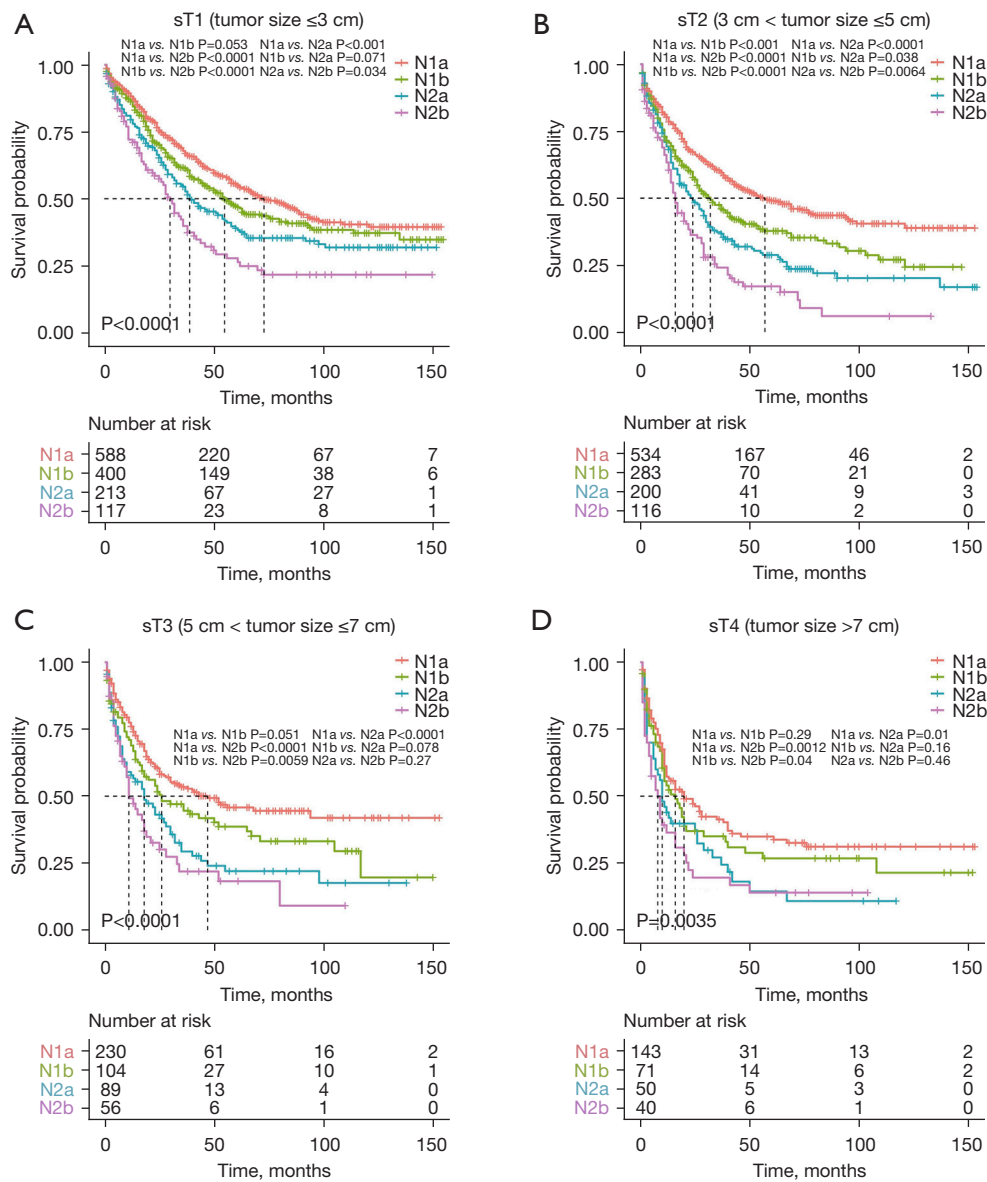 A
sT1 (tumor size ≤3 cm)
N1a vs. N1b P=0.053 N1a vs. N2a P<0.001
N1a vs. N2b P<0.0001 N1b vs. N2a P=0.071
N1b vs. N2b P<0.0001 N2a vs. N2b P=0.034
N1a
N1b
N2a
N2b
Survival probability
1.00
0.75
0.50
0.25
0.00
P<0.0001
0 50 100 150
Time, months
Number at risk
N1a 588 220 67 7
N1b 400 149 38 6
N2a 213 67 27 1
N2b 117 23 8 1
0 50 100 150
Time, months
B
sT2 (3 cm < tumor size ≤5 cm)
N1a vs. N1b P<0.001 N1a vs. N2a P<0.0001
N1a vs. N2b P<0.0001 N1b vs. N2a P=0.038
N1b vs. N2b P<0.0001 N2a vs. N2b P=0.0064
N1a
N1b
N2a
N2b
Survival probability
1.00
0.75
0.50
0.25
0.00
P<0.0001
0 50 100 150
Time, months
Number at risk
N1a 534 167 46 2
N1b 283 70 21 0
N2a 200 41 9 3
N2b 116 10 2 0
0 50 100 150
Time, months
C
sT3 (5 cm < tumor size ≤7 cm)
N1a
N1b
N2a
N2b
N1a vs. N1b P=0.051 N1a vs. N2a P<0.0001
N1a vs. N2b P<0.0001 N1b vs. N2a P=0.078
N1b vs. N2b P=0.0059 N2a vs. N2b P=0.27
Survival probability
1.00
0.75
0.50
0.25
0.00
P<0.0001
0 50 100 150
Time, months
Number at risk
N1a 230 61 16 2
N1b 104 27 10 1
N2a 89 13 4 0
N2b 56 6 1 0
0 50 100 150
Time, months
D
sT4 (tumor size >7 cm)
N1a
N1b
N2a
N2b
N1a vs. N1b P=0.29 N1a vs. N2a P=0.01
N1a vs. N2b P=0.0012 N1b vs. N2a P=0.16
N1b vs. N2b P=0.04 N2a vs. N2b P=0.46
Survival probability
1.00
0.75
0.50
0.25
0.00
P=0.0035
0 50 100 150
Time, months
Number at risk
N1a 143 31 13 2
N1b 71 14 6 2
N2a 50 5 3 0
N2b 40 6 1 0
0 50 100 150
Time, months